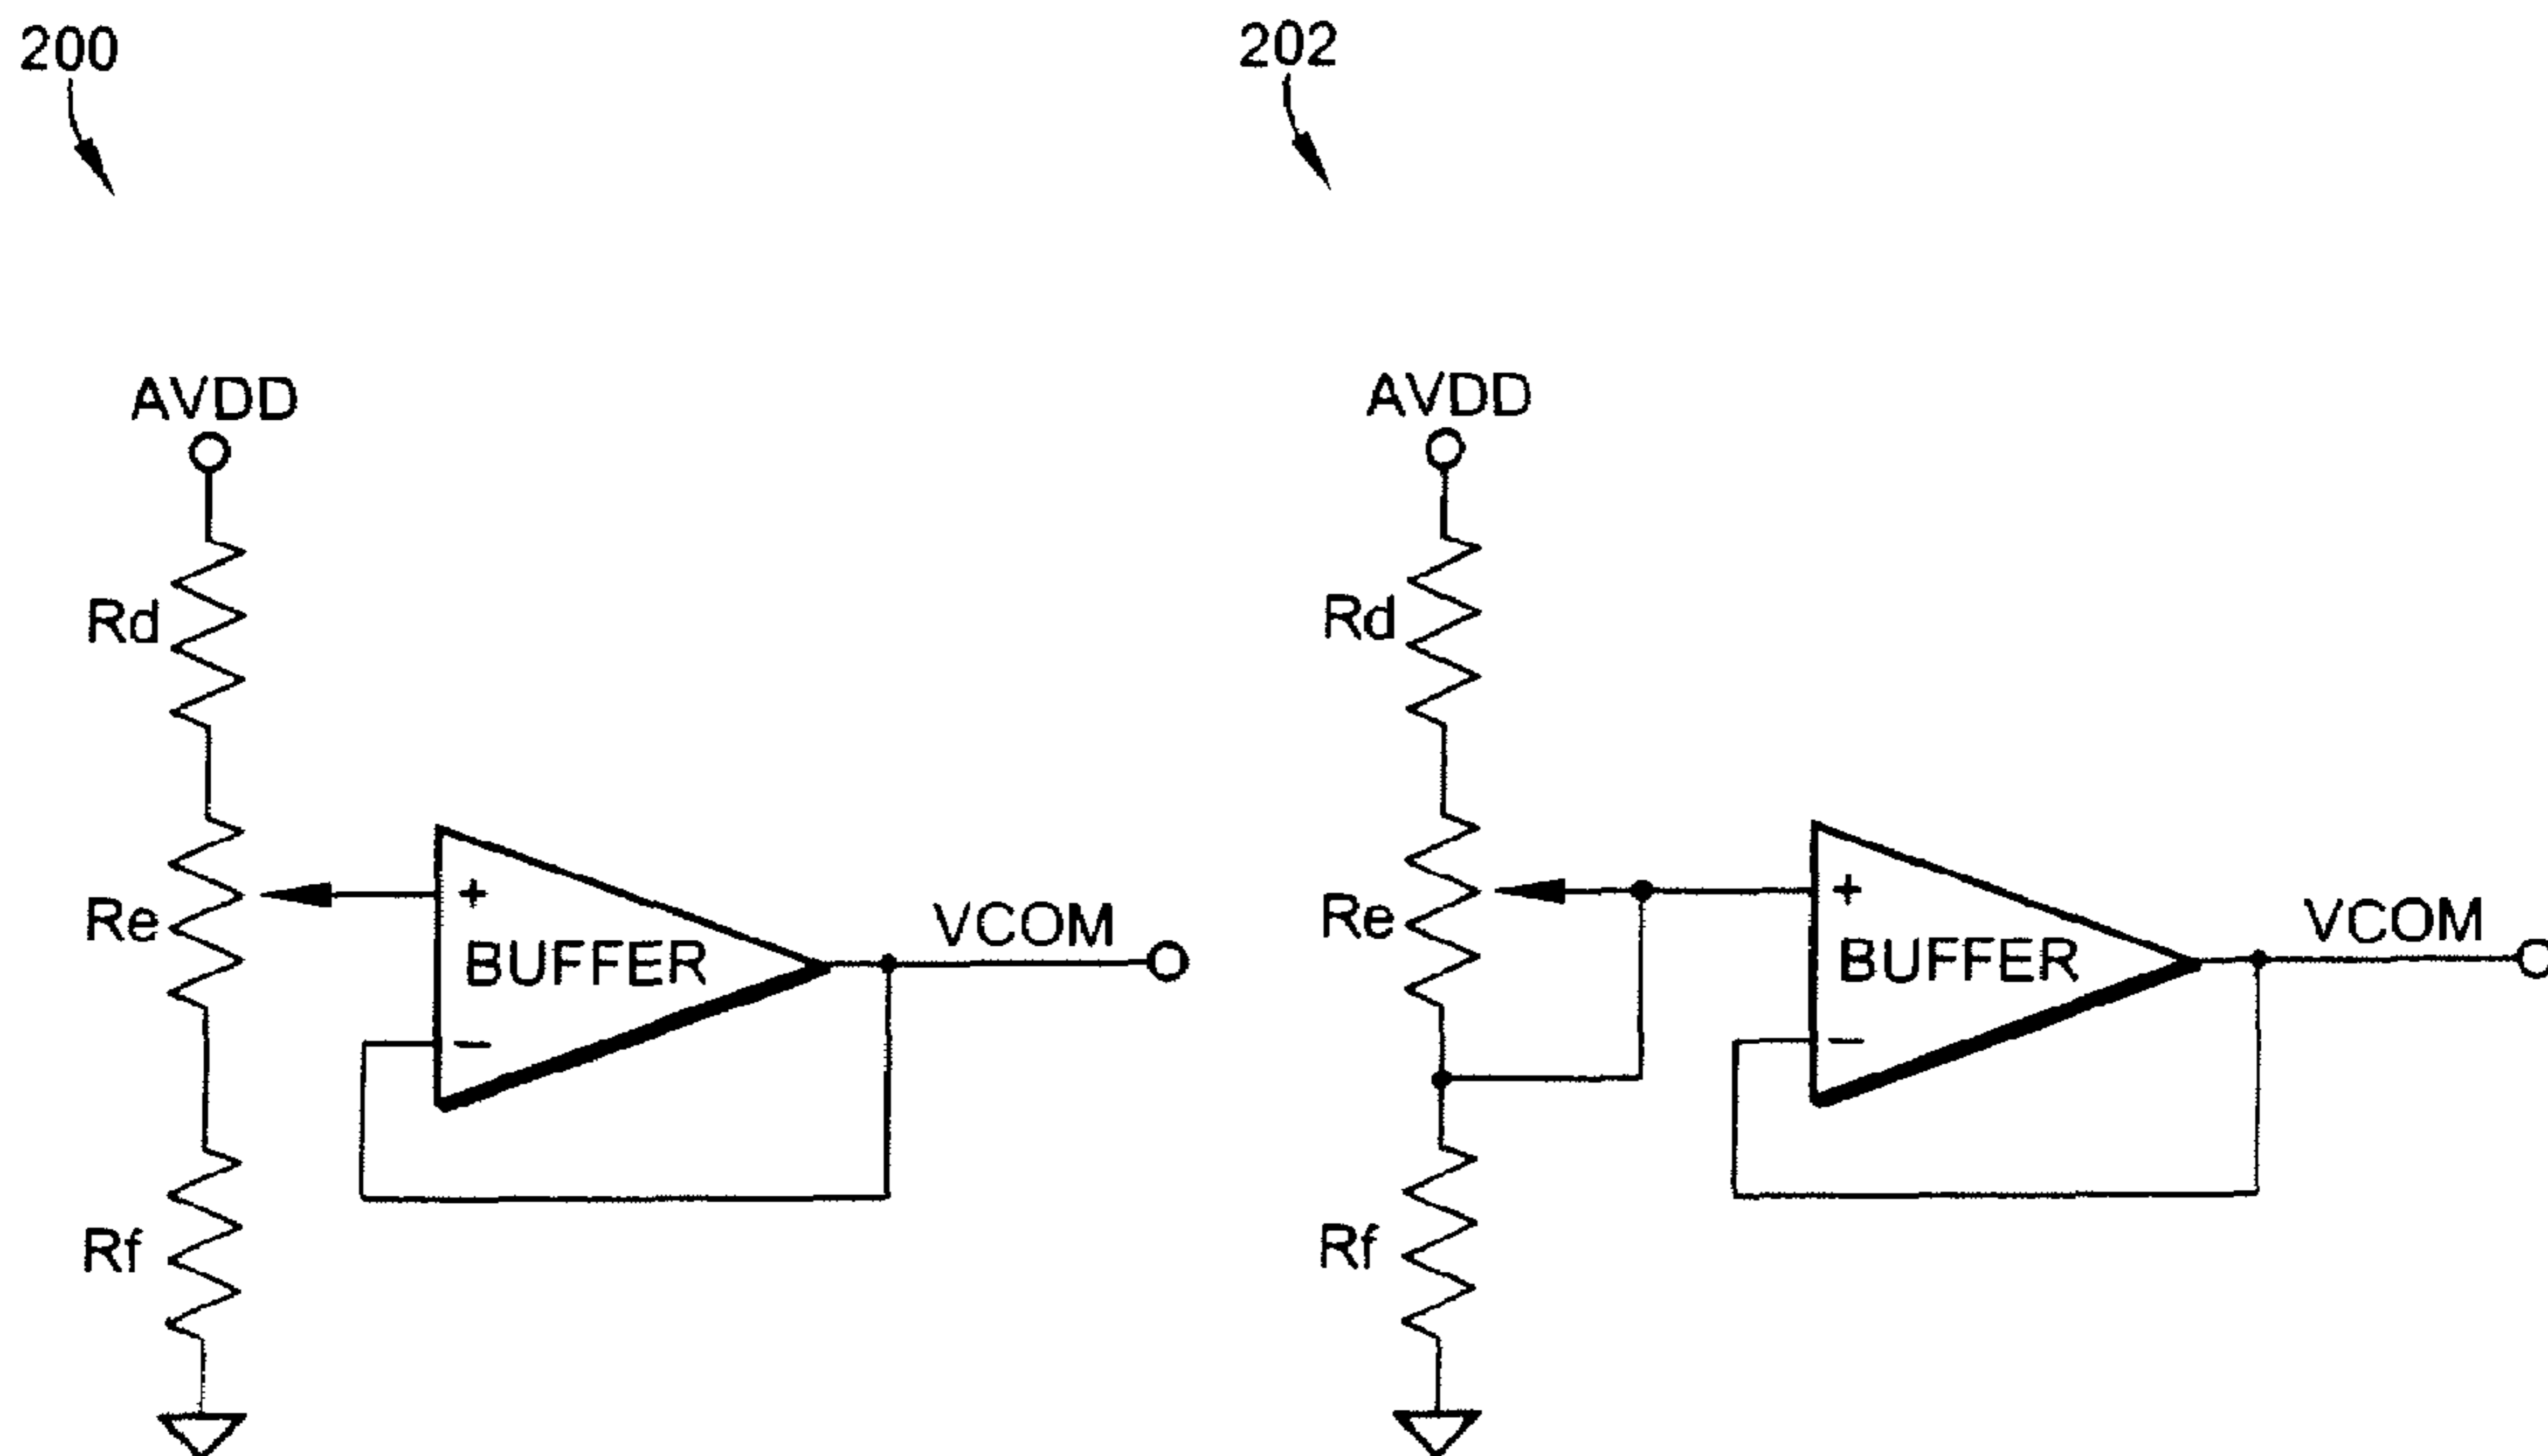 200
202
AVDD
AVDD
Rd
Rd
Re
+
BUFFER
−
VCOM
Re
+
BUFFER
−
VCOM
Rf
Rf